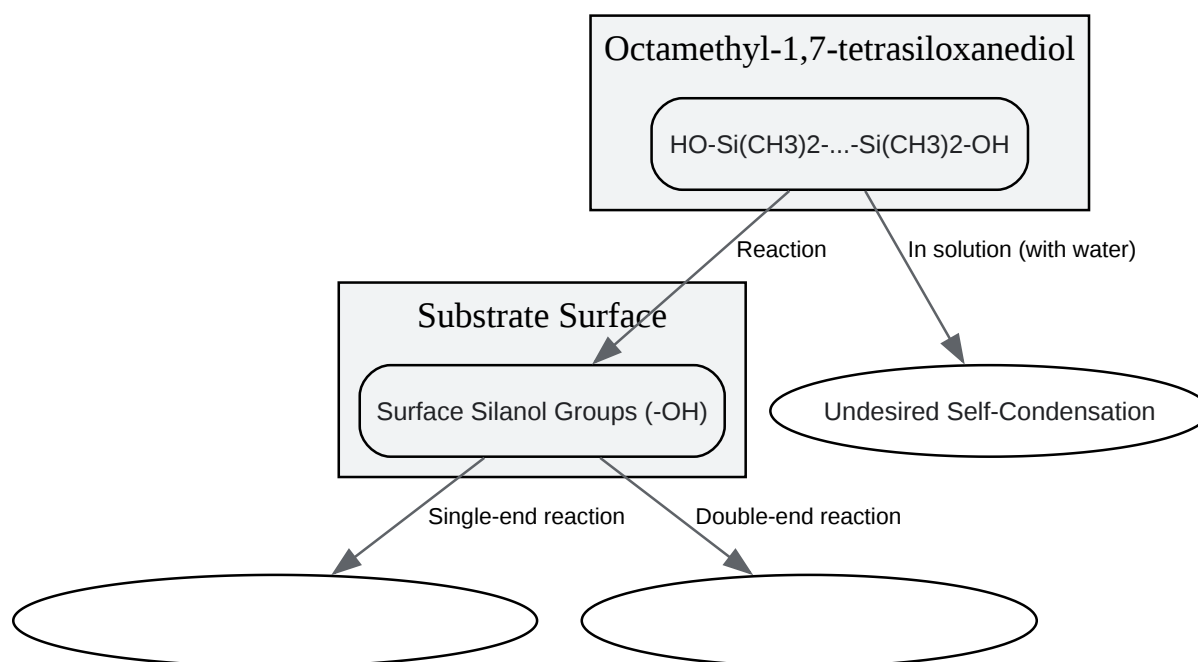 Octamethyl-1,7-tetrasiloxanediol
HO-Si(CH3)2-...-Si(CH3)2-OH
Reaction
In solution (with water)
Substrate Surface
Surface Silanol Groups (-OH)
Undesired Self-Condensation
Single-end reaction
Double-end reaction